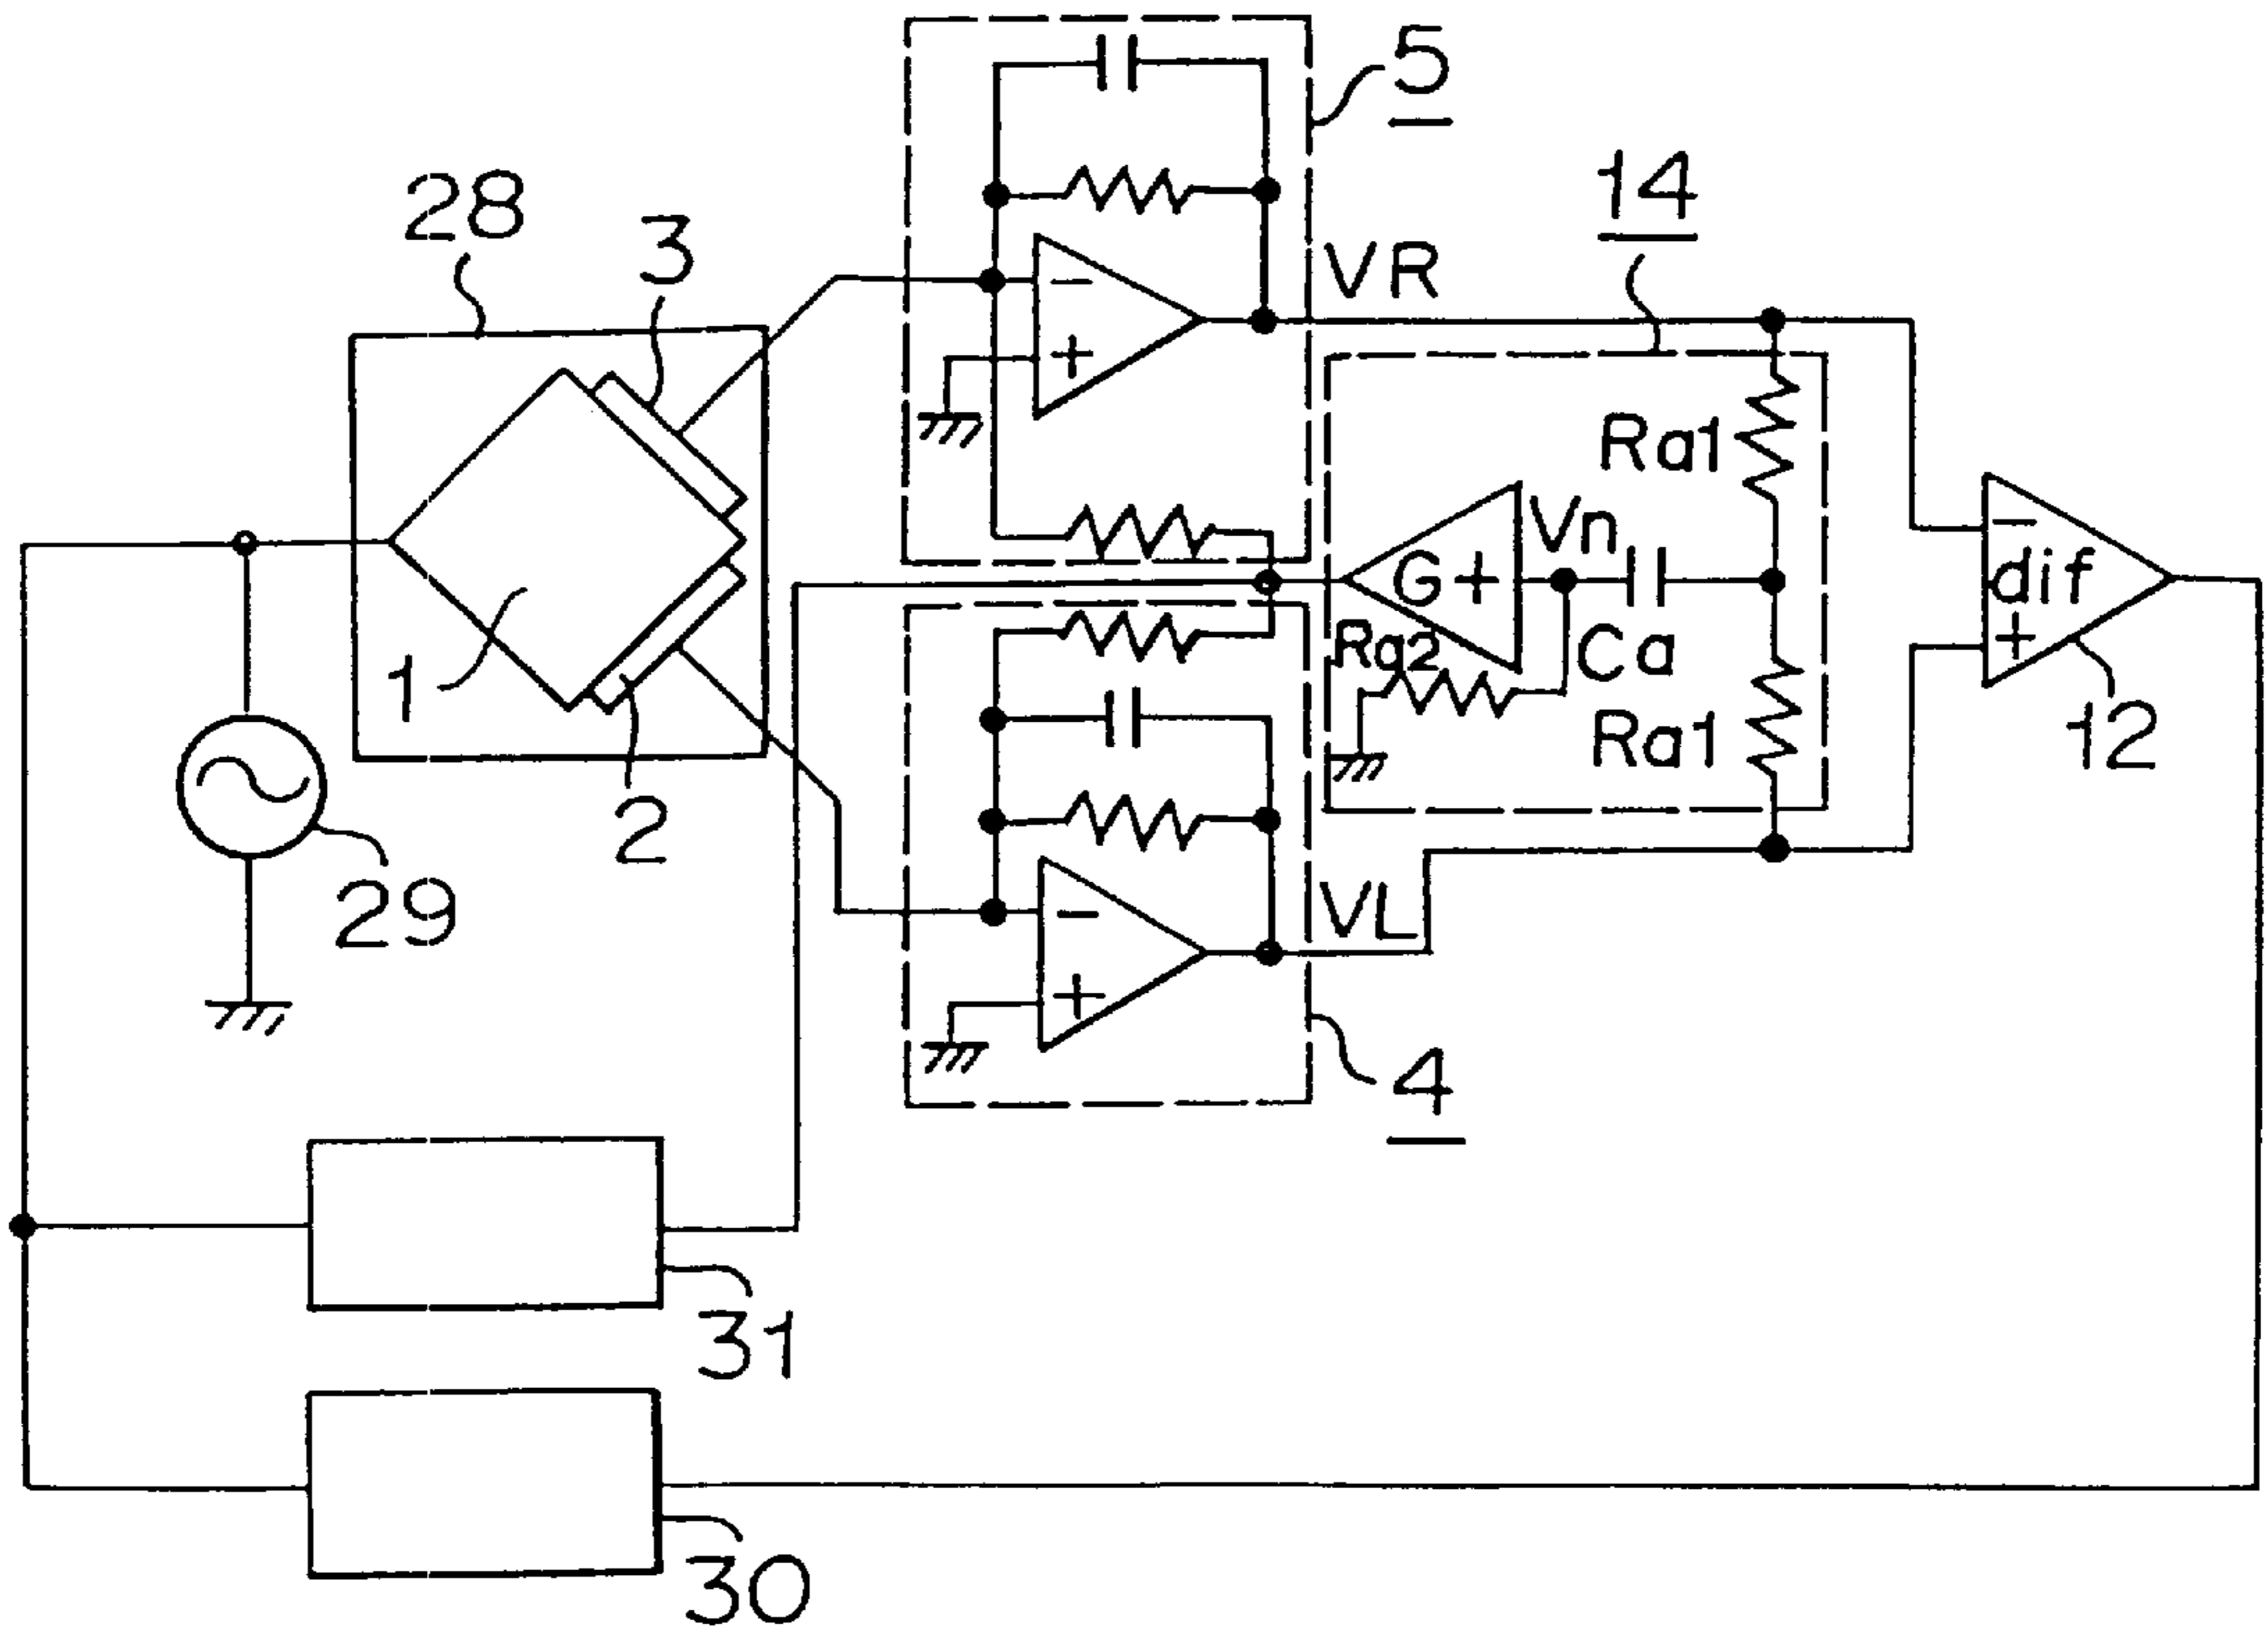 5
28
3
14
VR
-
+
Ra1
Vn
G+
-
dif
+
Ra2
Ca
1
Ra1
12
2
29
VL
-
+
4
31
30